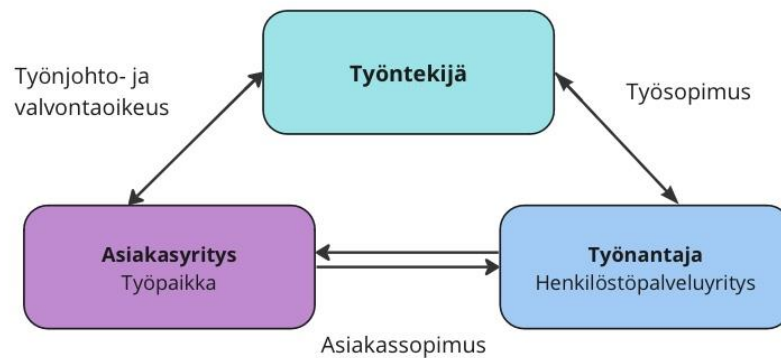 Työntekijä
Työnjohto- ja
valvontaoikeus
Työsopimus
Asiakasyritys
Työpaikka
Työnantaja
Henkilöstöpalveluyritys
Asiakassopimus